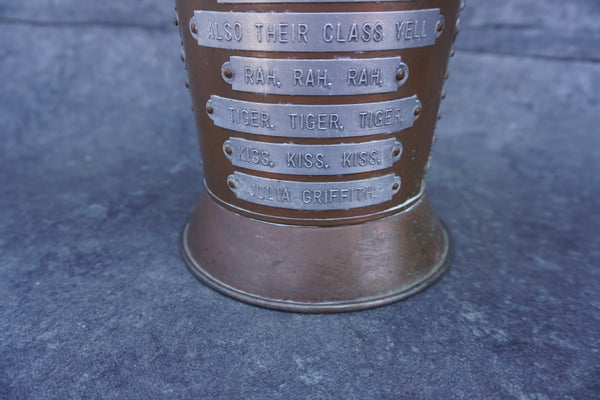 ALSO THEIR CLASS YELL
RAH, RAH, RAH,
TIGER, TIGER, TIGER,
KISS, KISS, KISS.
JULIA GRIFFITH.